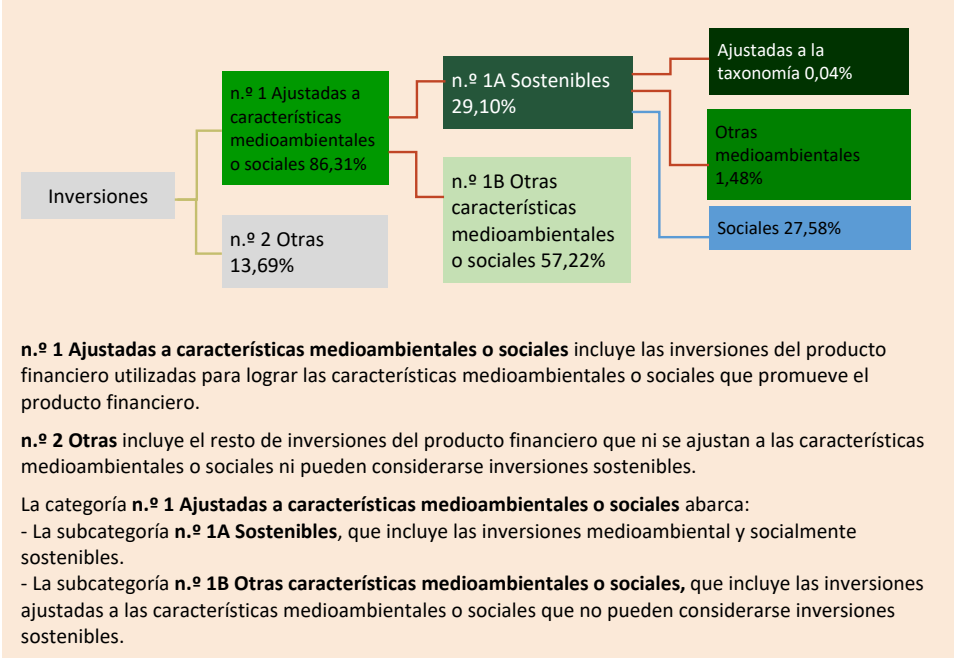 Inversiones
n.º 1 Ajustadas a
características
medioambientales
o sociales 86,31%
n.º 2 Otras
13,69%
n.º 1A Sostenibles
29,10%
n.º 1B Otras
características
medioambientales
o sociales 57,22%
Ajustadas a la
taxonomía 0,04%
Otras
medioambientales
1,48%
Sociales 27,58%
n.º 1 Ajustadas a características medioambientales o sociales incluye las inversiones del producto
financiero utilizadas para lograr las características medioambientales o sociales que promueve el
producto financiero.
n.º 2 Otras incluye el resto de inversiones del producto financiero que ni se ajustan a las características
medioambientales o sociales ni pueden considerarse inversiones sostenibles.
La categoría n.º 1 Ajustadas a características medioambientales o sociales abarca:
- La subcategoría n.º 1A Sostenibles, que incluye las inversiones medioambiental y socialmente
sostenibles.
- La subcategoría n.º 1B Otras características medioambientales o sociales, que incluye las inversiones
ajustadas a las características medioambientales o sociales que no pueden considerarse inversiones
sostenibles.